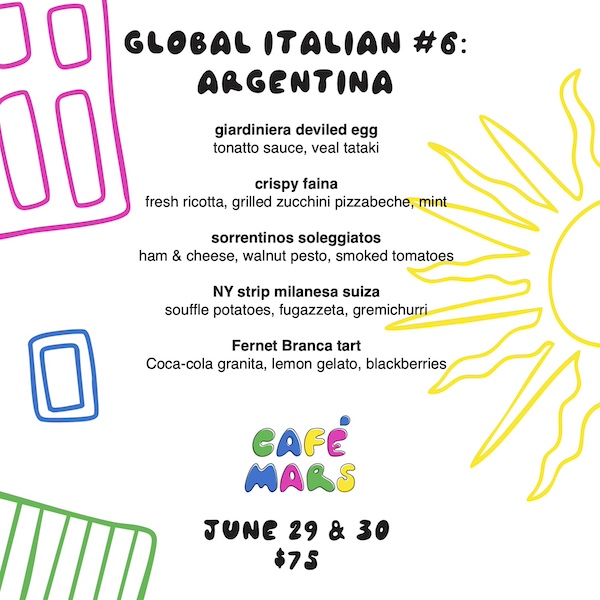 GLOBAL ITALIAN #6:
ARGENTINA
giardiniera deviled egg
tonatto sauce, veal tataki
crispy faina
fresh ricotta, grilled zucchini pizzabeche, mint
sorrentinos soleggiatos
ham & cheese, walnut pesto, smoked tomatoes
NY strip milanesa suiza
souffle potatoes, fugazzeta, gremichurri
Fernet Branca tart
Coca-cola granita, lemon gelato, blackberries
CAFÉ
MARS
JUNE 29 & 30
$75